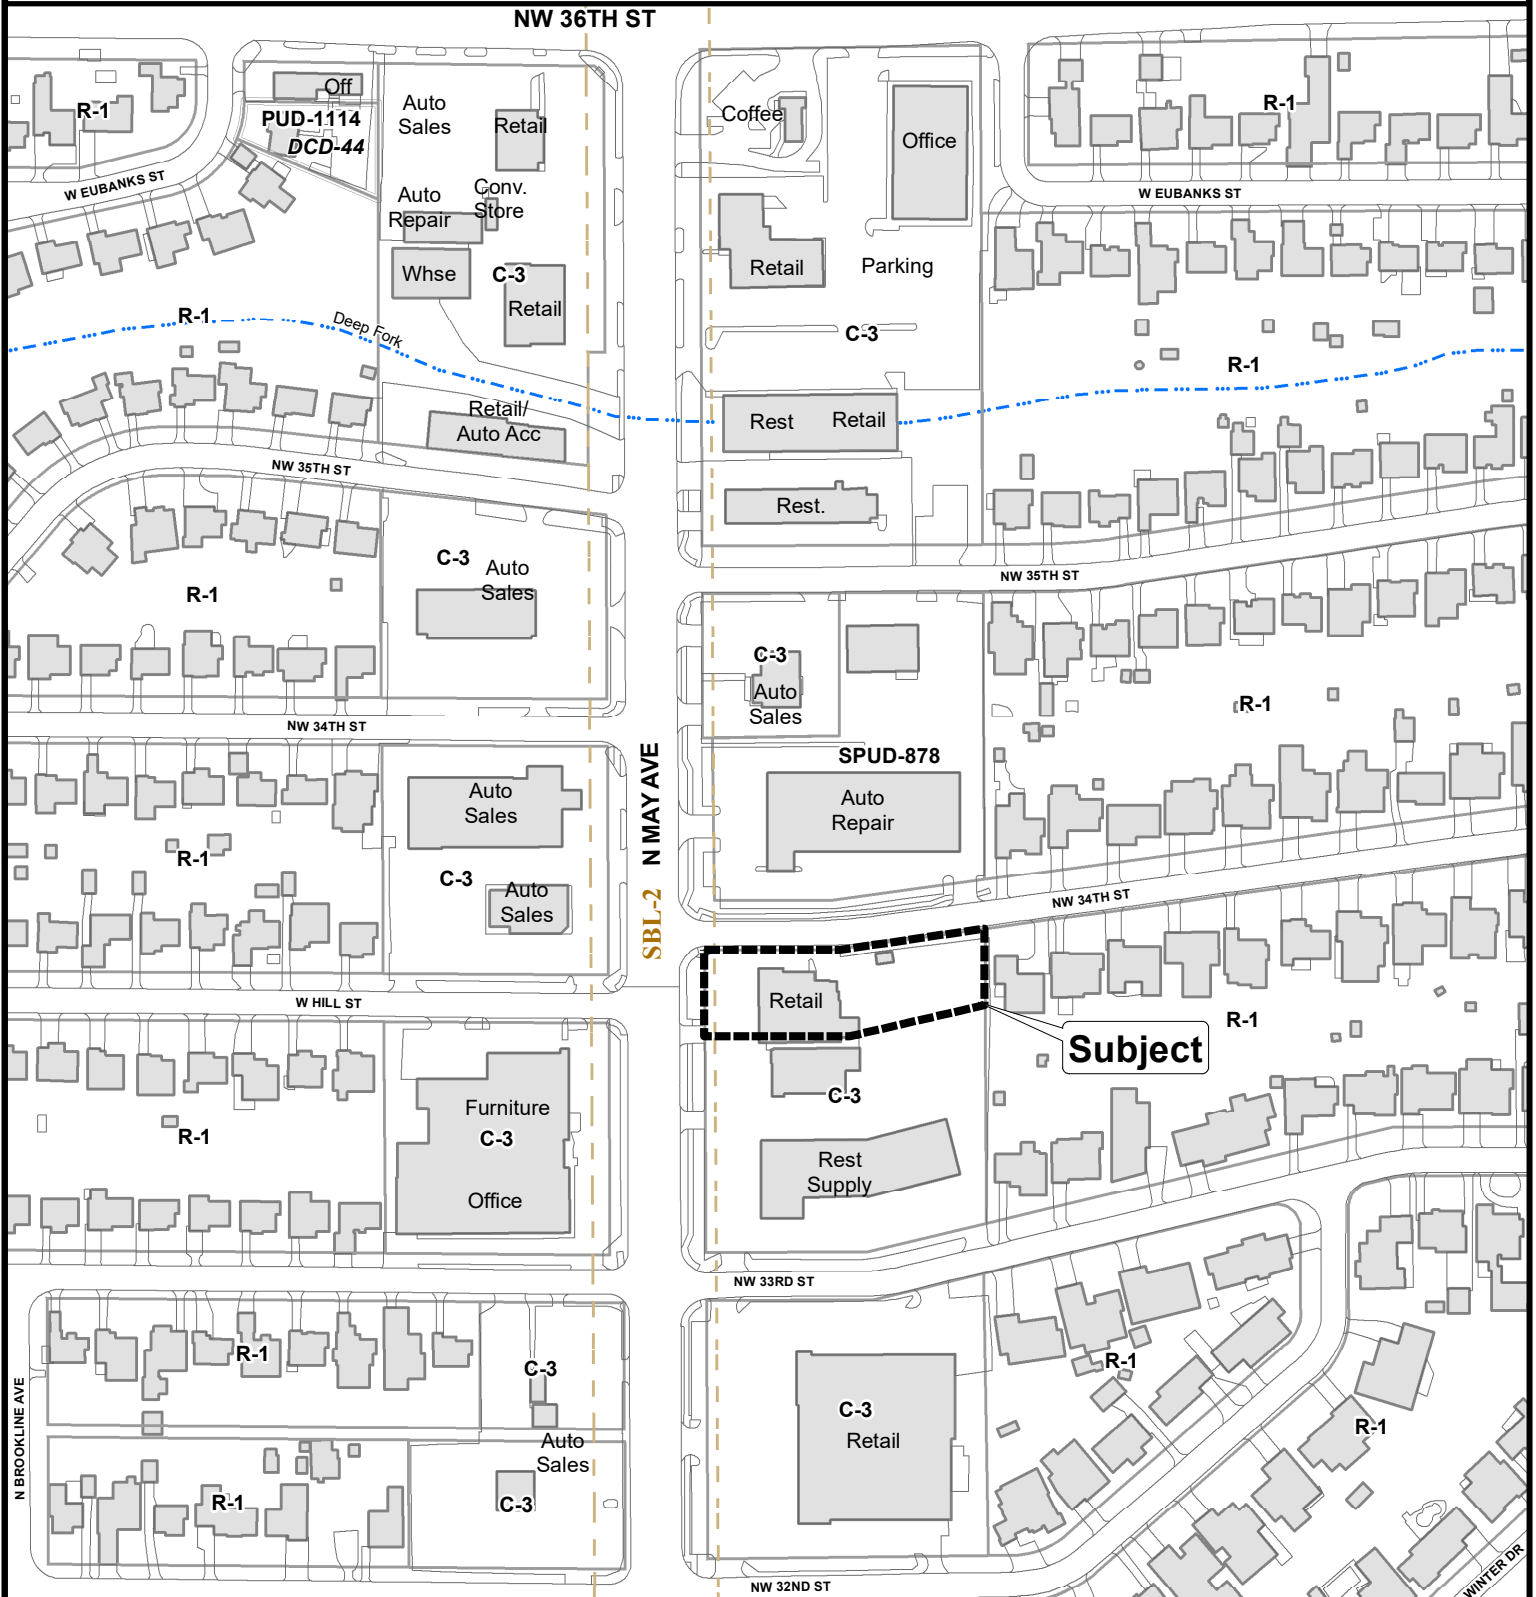 NW 36TH ST
Off
R-1
PUD-1114
DCD-44
Auto
Sales
Retail
Coffee
Office
R-1
W EUBANKS ST
Auto
Repair
Conv.
Store
W EUBANKS ST
Whse
C-3
Retail
Retail
Parking
R-1
Deep Fork
C-3
R-1
Retail/
Auto Acc
Rest
Retail
NW 35TH ST
Rest.
C-3
Auto
Sales
R-1
NW 35TH ST
C-3
Auto
Sales
R-1
NW 34TH ST
SPUD-878
Auto
Sales
N MAY AVE
Auto
Repair
R-1
C-3
Auto
Sales
SBL-2
NW 34TH ST
W HILL ST
Retail
R-1
Subject
Furniture
C-3
Office
R-1
C-3
Rest
Supply
NW 33RD ST
R-1
C-3
R-1
N BROOKLINE AVE
Auto
Sales
C-3
Retail
R-1
R-1
C-3
NW 32ND ST
WINTER DR